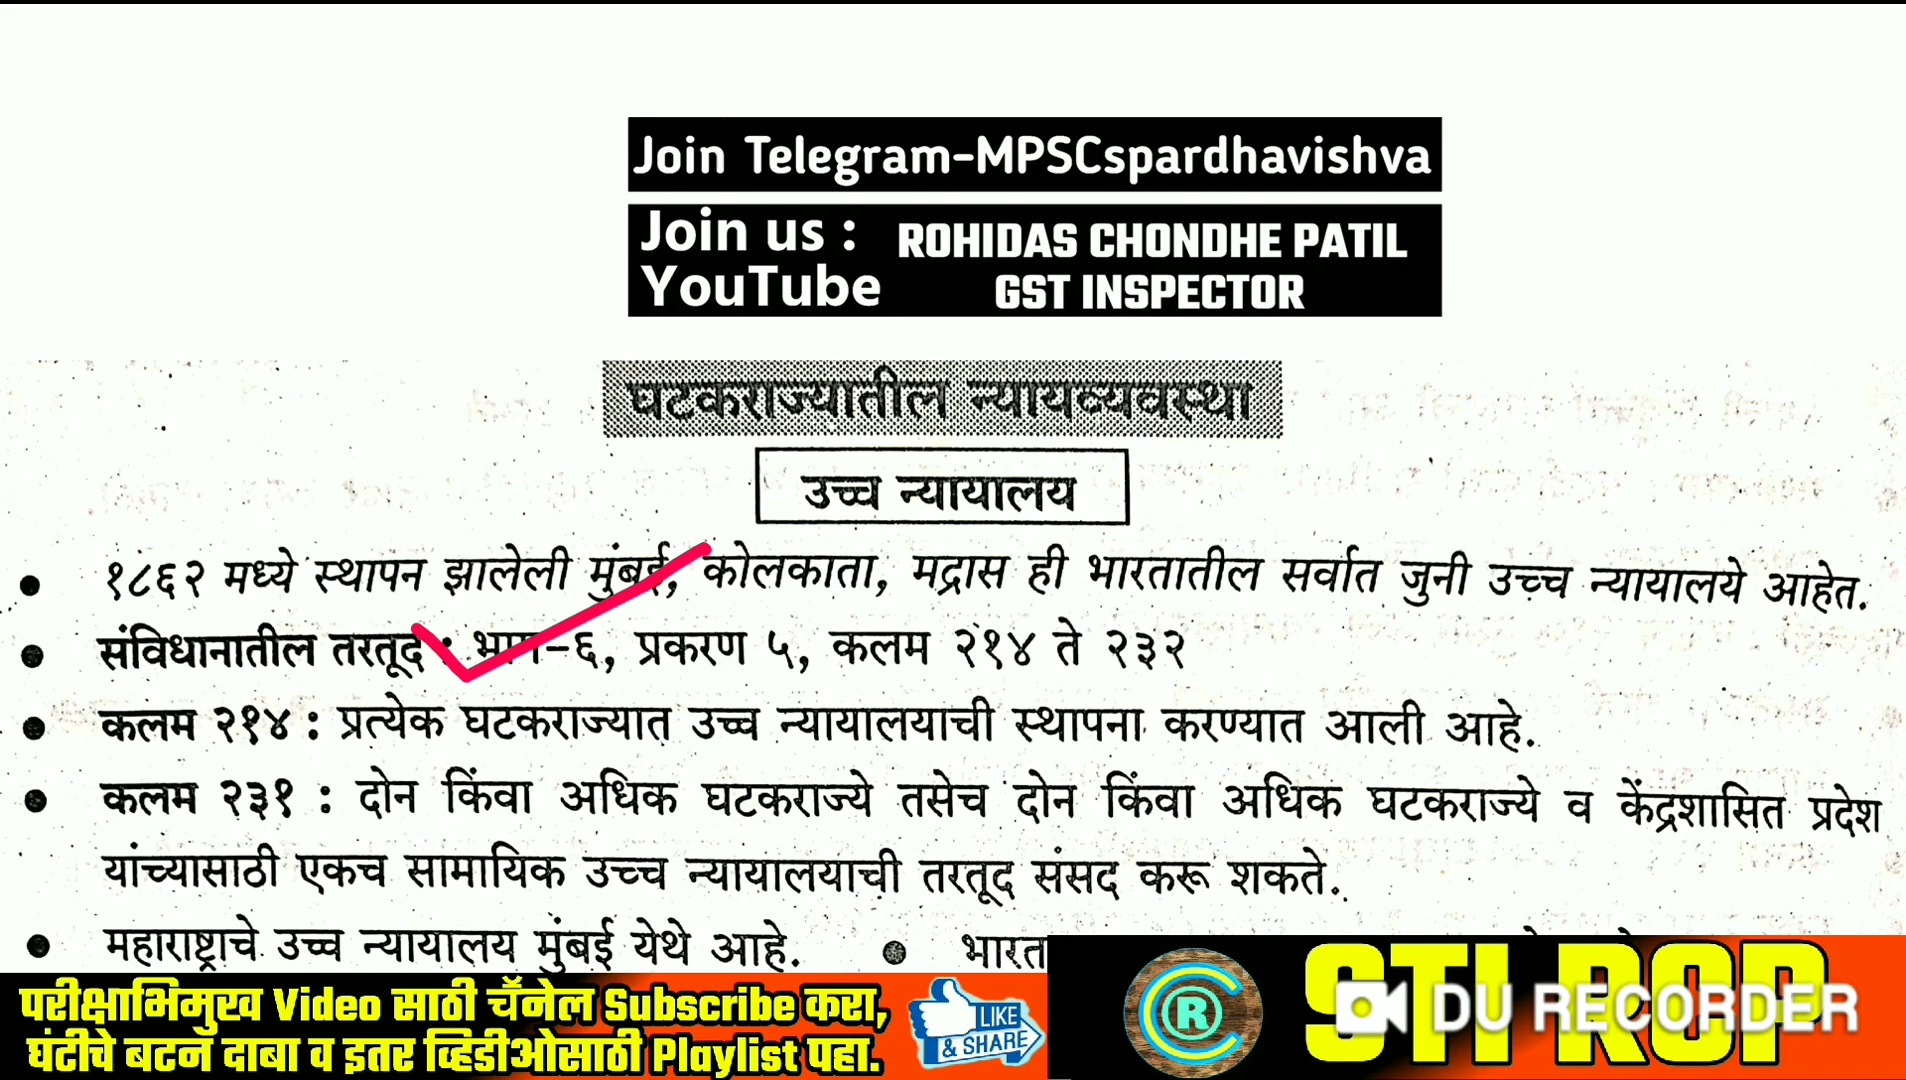 Join Telegram-MPSCspardhavishva
Join us :
YouTube
ROHIDAS CHONDHE PATIL
GST INSPECTOR
घटकराज्यातील न्यायव्यवस्था
उच्च न्यायालय
● १८६२ मध्ये स्थापन झालेली मुंबई, कोलकाता, मद्रास ही भारतातील सर्वात जुनी उच्च न्यायालये आहेत.
● संविधानातील तरतूद : भाग-६, प्रकरण ५, कलम २१४ ते २३२
● कलम २१४ : प्रत्येक घटकराज्यात उच्च न्यायालयाची स्थापना करण्यात आली आहे.
● कलम २३१ : दोन किंवा अधिक घटकराज्ये तसेच दोन किंवा अधिक घटकराज्ये व केंद्रशासित प्रदेश
यांच्यासाठी एकच सामायिक उच्च न्यायालयाची तरतूद संसद करू शकते.
● महाराष्ट्राचे उच्च न्यायालय मुंबई येथे आहे. ● भारत
परीक्षाभिमुख Video साठी चॅनेल Subscribe करा,
घंटीचे बटन दाबा व इतर व्हिडीओसाठी Playlist पहा.
LIKE
& SHARE
R
STI ROP
DU RECORDER